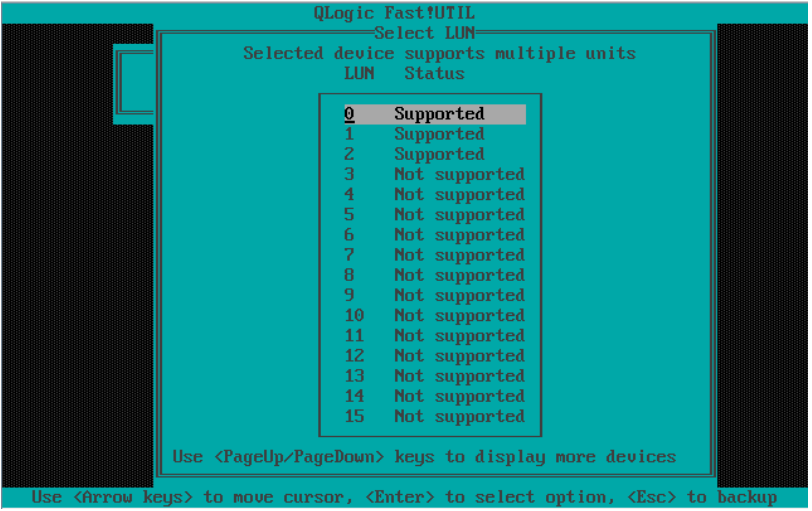 QLogic Fast!UTIL
Select LUN
Selected device supports multiple units
LUN Status
0 Supported
1 Supported
2 Supported
3 Not supported
4 Not supported
5 Not supported
6 Not supported
7 Not supported
8 Not supported
9 Not supported
10 Not supported
11 Not supported
12 Not supported
13 Not supported
14 Not supported
15 Not supported
Use <PageUp/PageDown> keys to display more devices
Use <Arrow keys> to move cursor, <Enter> to select option, <Esc> to backup